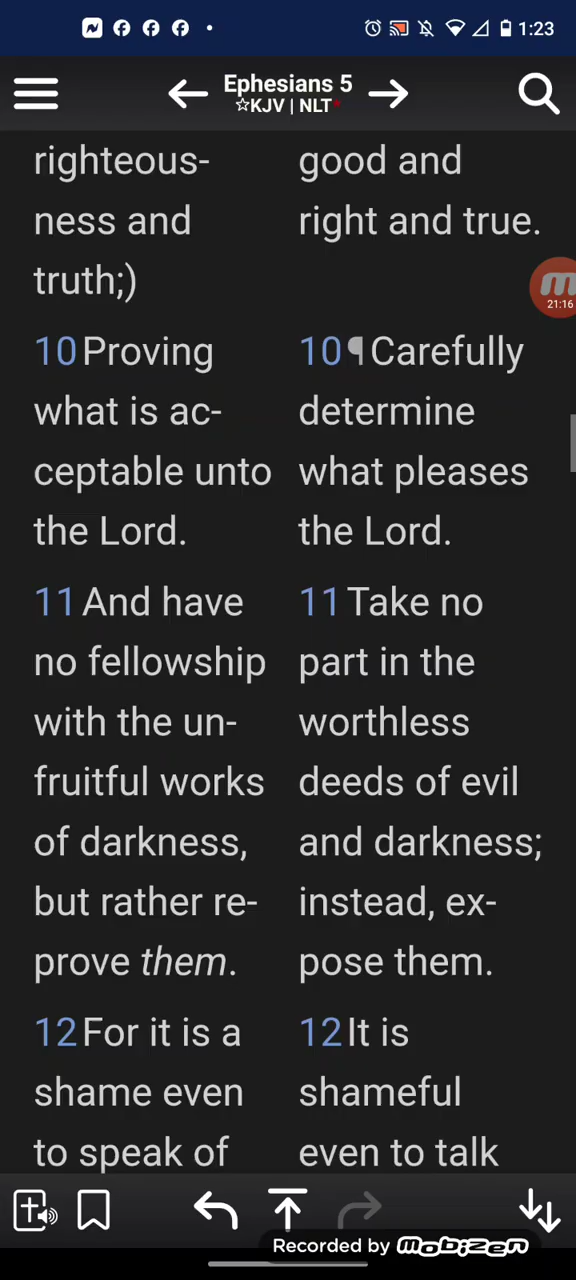 1:23
Ephesians 5
☆KJV | NLT*
righteous-
ness and
truth;)
10 Proving
what is ac-
ceptable unto
the Lord.
11 And have
no fellowship
with the un-
fruitful works
of darkness,
but rather re-
prove them.
12 For it is a
shame even
to speak of
good and
right and true.
10 ¶ Carefully
determine
what pleases
the Lord.
11 Take no
part in the
worthless
deeds of evil
and darkness;
instead, ex-
pose them.
12 It is
shameful
even to talk
21:16
Recorded by mobizen